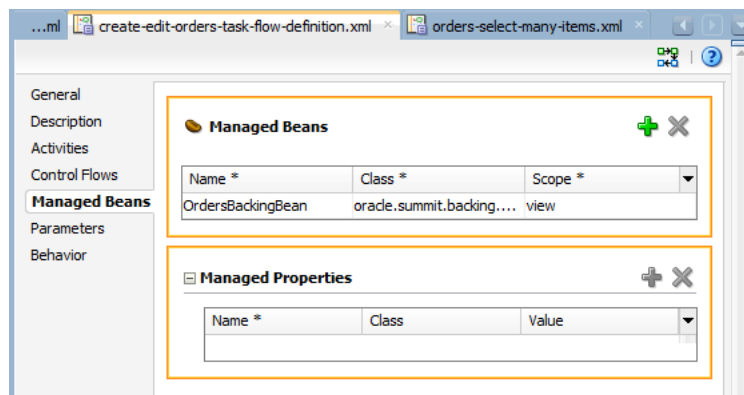 ...ml create-edit-orders-task-flow-definition.xml orders-select-many-items.xml
General
Description
Activities
Control Flows
Managed Beans
Parameters
Behavior
Managed Beans
Name * Class * Scope *
OrdersBackingBean oracle.summit.backing.... view
Managed Properties
Name * Class Value